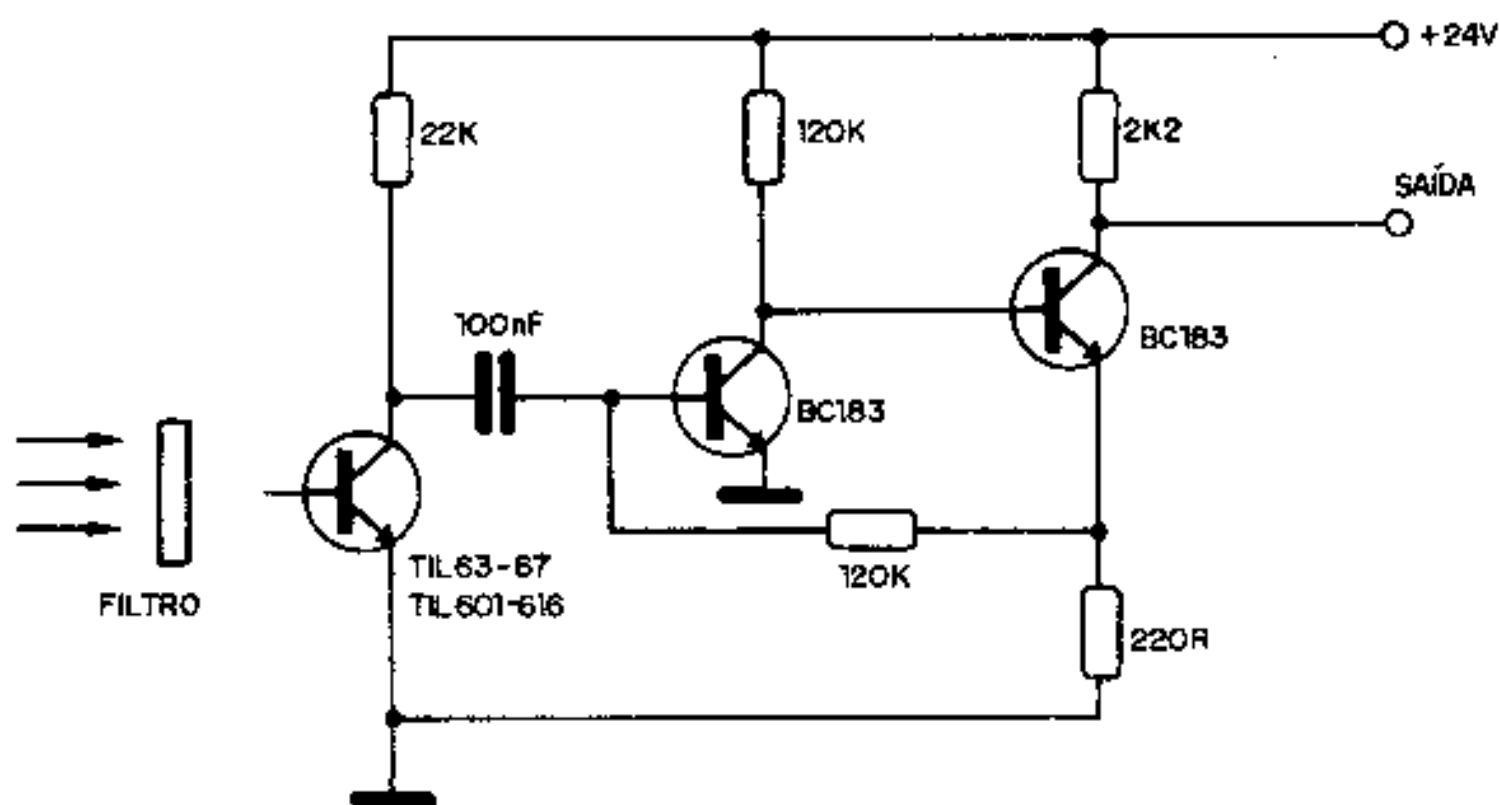 +24V
22K
120K
2K2
SAÍDA
100nF
BC183
BC183
TIL63-67
TIL601-616
FILTRO
120K
220R